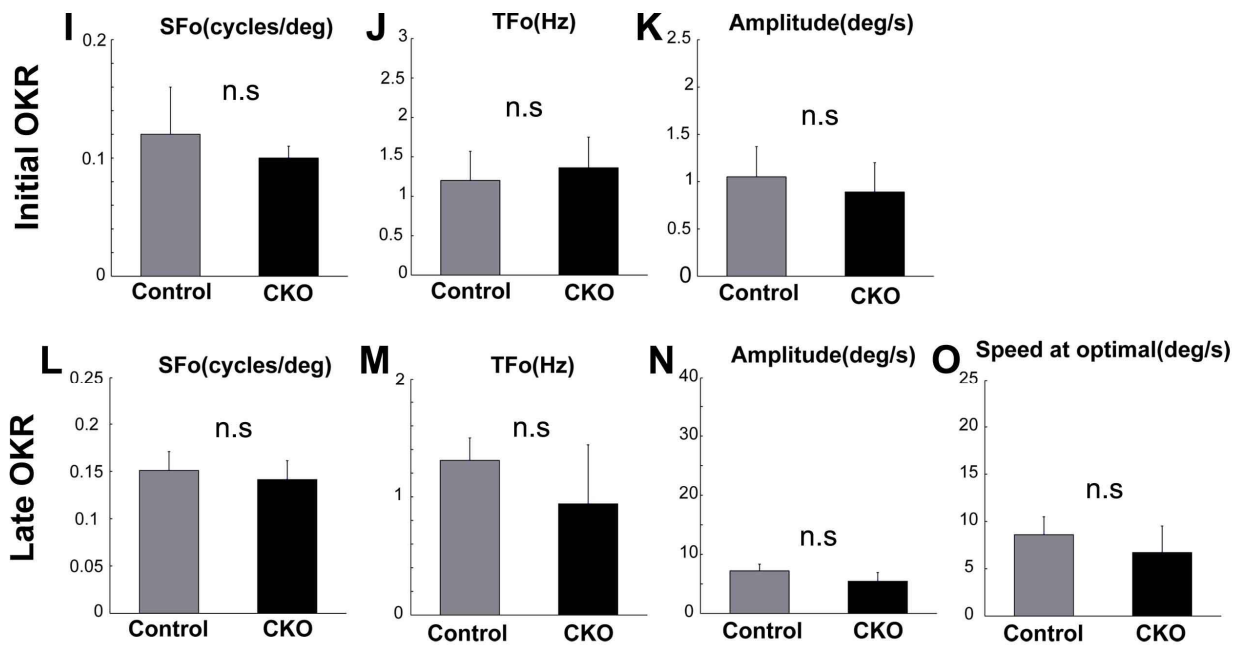 Initial OKR
I SFo(cycles/deg)
0.2
0.1
0
n.s
Control CKO
J TFo(Hz)
3
2.5
2
1.5
1
0.5
0
n.s
Control CKO
K Amplitude(deg/s)
2.5
2
1.5
1
0.5
0
n.s
Control CKO
Late OKR
L SFo(cycles/deg)
0.25
0.2
0.15
0.1
0.05
0
n.s
Control CKO
M TFo(Hz)
2
1
0
n.s
Control CKO
N Amplitude(deg/s)
40
30
20
10
0
n.s
Control CKO
O Speed at optimal(deg/s)
25
20
15
10
5
0
n.s
Control CKO